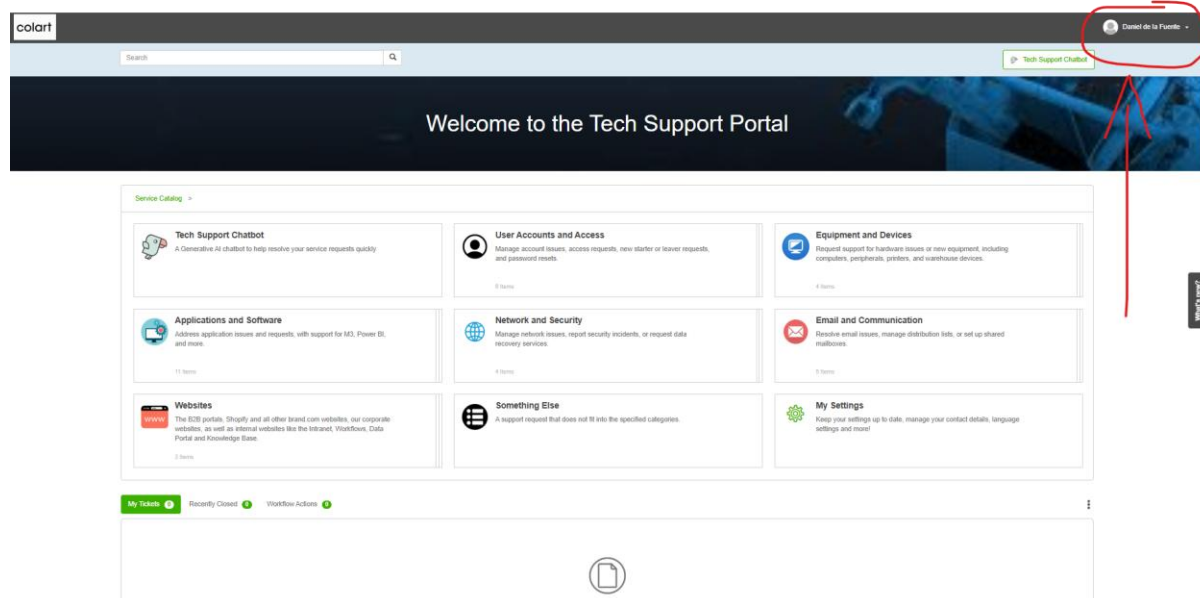 colart
Daniel de la Fuente
Search
Tech Support Chatbot
Welcome to the Tech Support Portal
Service Catalog >
Tech Support Chatbot
A Generative AI chatbot to help resolve your service requests quickly
User Accounts and Access
Manage account issues, access requests, new starter or leaver requests,
and password resets.
6 Items
Equipment and Devices
Request support for hardware issues or new equipment, including
computers, peripherals, printers, and warehouse devices.
4 Items
Applications and Software
Address application issues and requests, with support for M3, Power BI,
and more.
11 Items
Network and Security
Manage network issues, report security incidents, or request data
recovery services
4 Items
Email and Communication
Resolve email issues, manage distribution lists, or set up shared
mailboxes.
5 Items
What's new?
WWW
Websites
The B2B portals, Shopify and all other brand.com websites, our corporate
websites, as well as internal websites like the Intranet, Workflows, Data
Portal and Knowledge Base.
3 Items
Something Else
A support request that does not fit into the specified categories.
My Settings
Keep your settings up to date, manage your contact details, language
settings and more!
My Tickets 0
Recently Closed 0
Workflow Actions 0